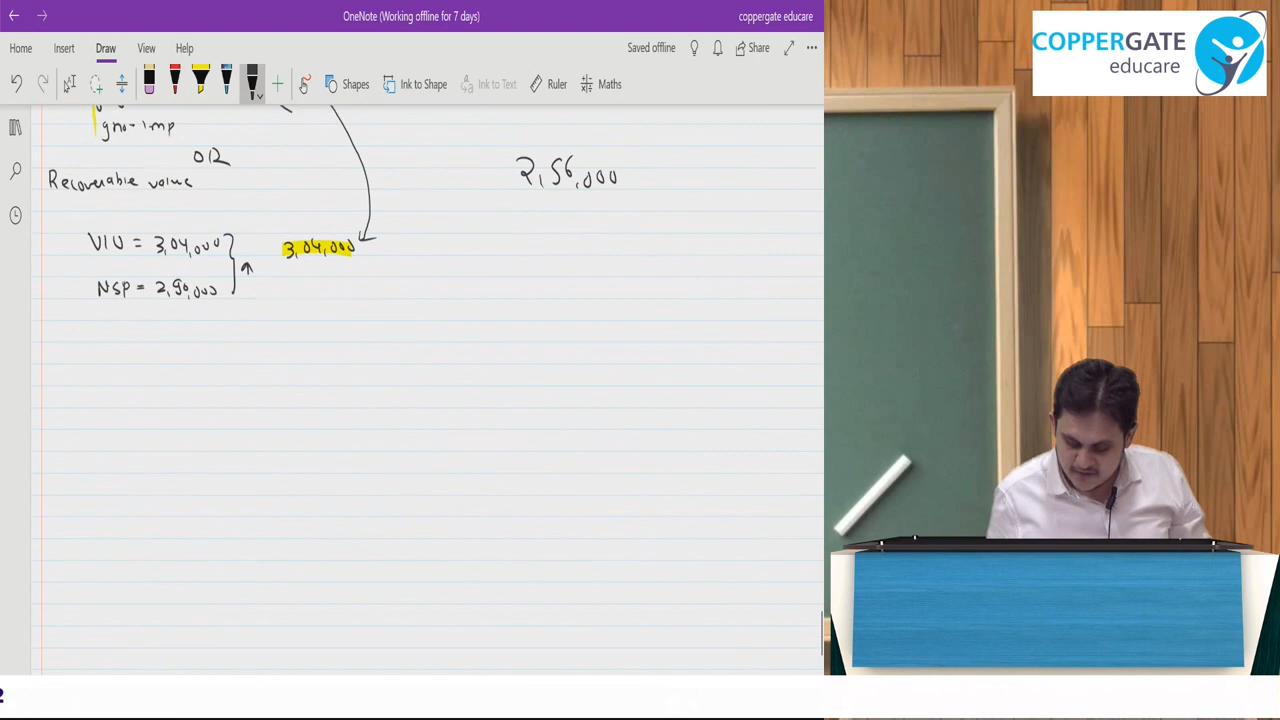 OneNote (Working offline for 7 days)
coppergate educare
Home Insert Draw View Help
Saved offline
Share
Shapes
Ink to Shape
Ink to Text
Ruler
Maths
COPPERGATE
educare
OR
Recoverable value
2,56,000
VIU = 3,04,000
3,04,000
NSP = 2,90,000
2